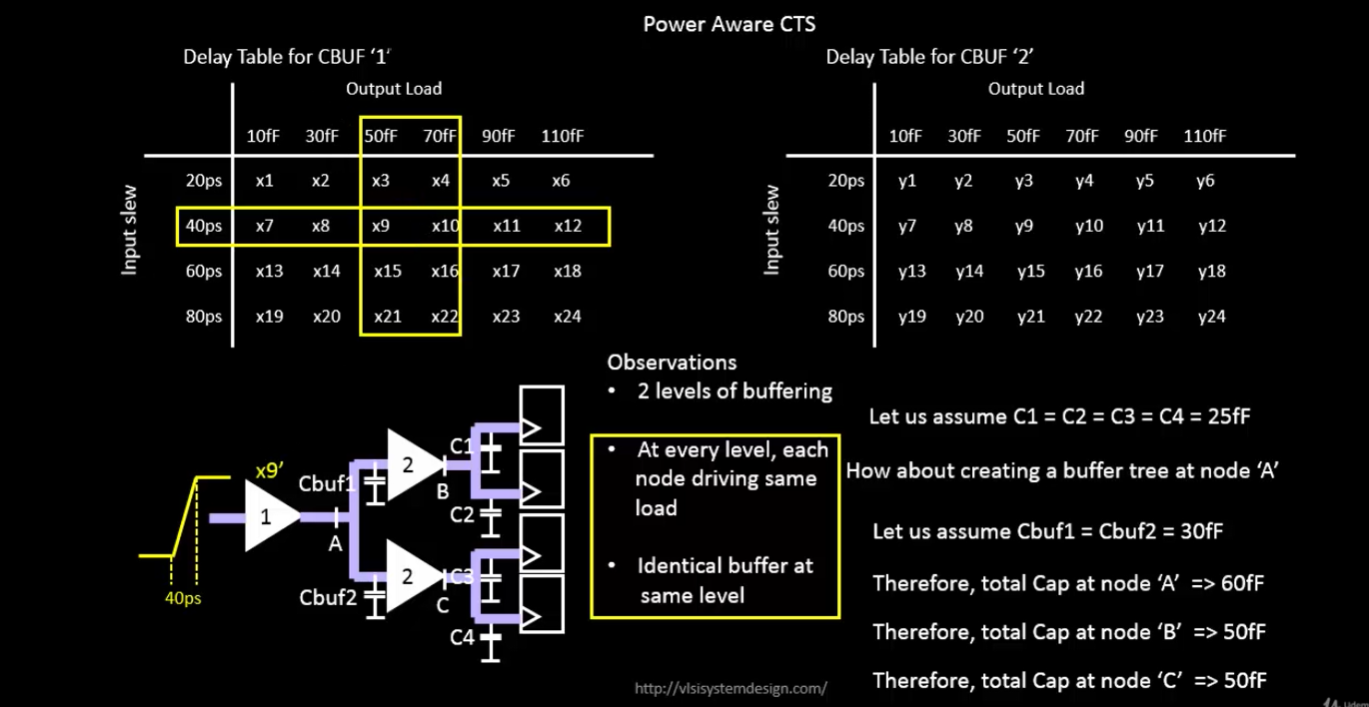 Power Aware CTS
Delay Table for CBUF ‘1’
Output Load
10fF 30fF 50fF 70fF 90fF 110fF
Input slew
20ps x1 x2 x3 x4 x5 x6
40ps x7 x8 x9 x10 x11 x12
60ps x13 x14 x15 x16 x17 x18
80ps x19 x20 x21 x22 x23 x24
Delay Table for CBUF ‘2’
Output Load
10fF 30fF 50fF 70fF 90fF 110fF
Input slew
20ps y1 y2 y3 y4 y5 y6
40ps y7 y8 y9 y10 y11 y12
60ps y13 y14 y15 y16 y17 y18
80ps y19 y20 y21 y22 y23 y24
x9’
40ps
1
A
Cbuf1
2
B
C1
C2
Cbuf2
2
C
C3
C4
Observations
• 2 levels of buffering
• At every level, each
node driving same
load
• Identical buffer at
same level
Let us assume C1 = C2 = C3 = C4 = 25fF
How about creating a buffer tree at node ‘A’
Let us assume Cbuf1 = Cbuf2 = 30fF
Therefore, total Cap at node ‘A’ => 60fF
Therefore, total Cap at node ‘B’ => 50fF
Therefore, total Cap at node ‘C’ => 50fF
http://vlsisystemdesign.com/